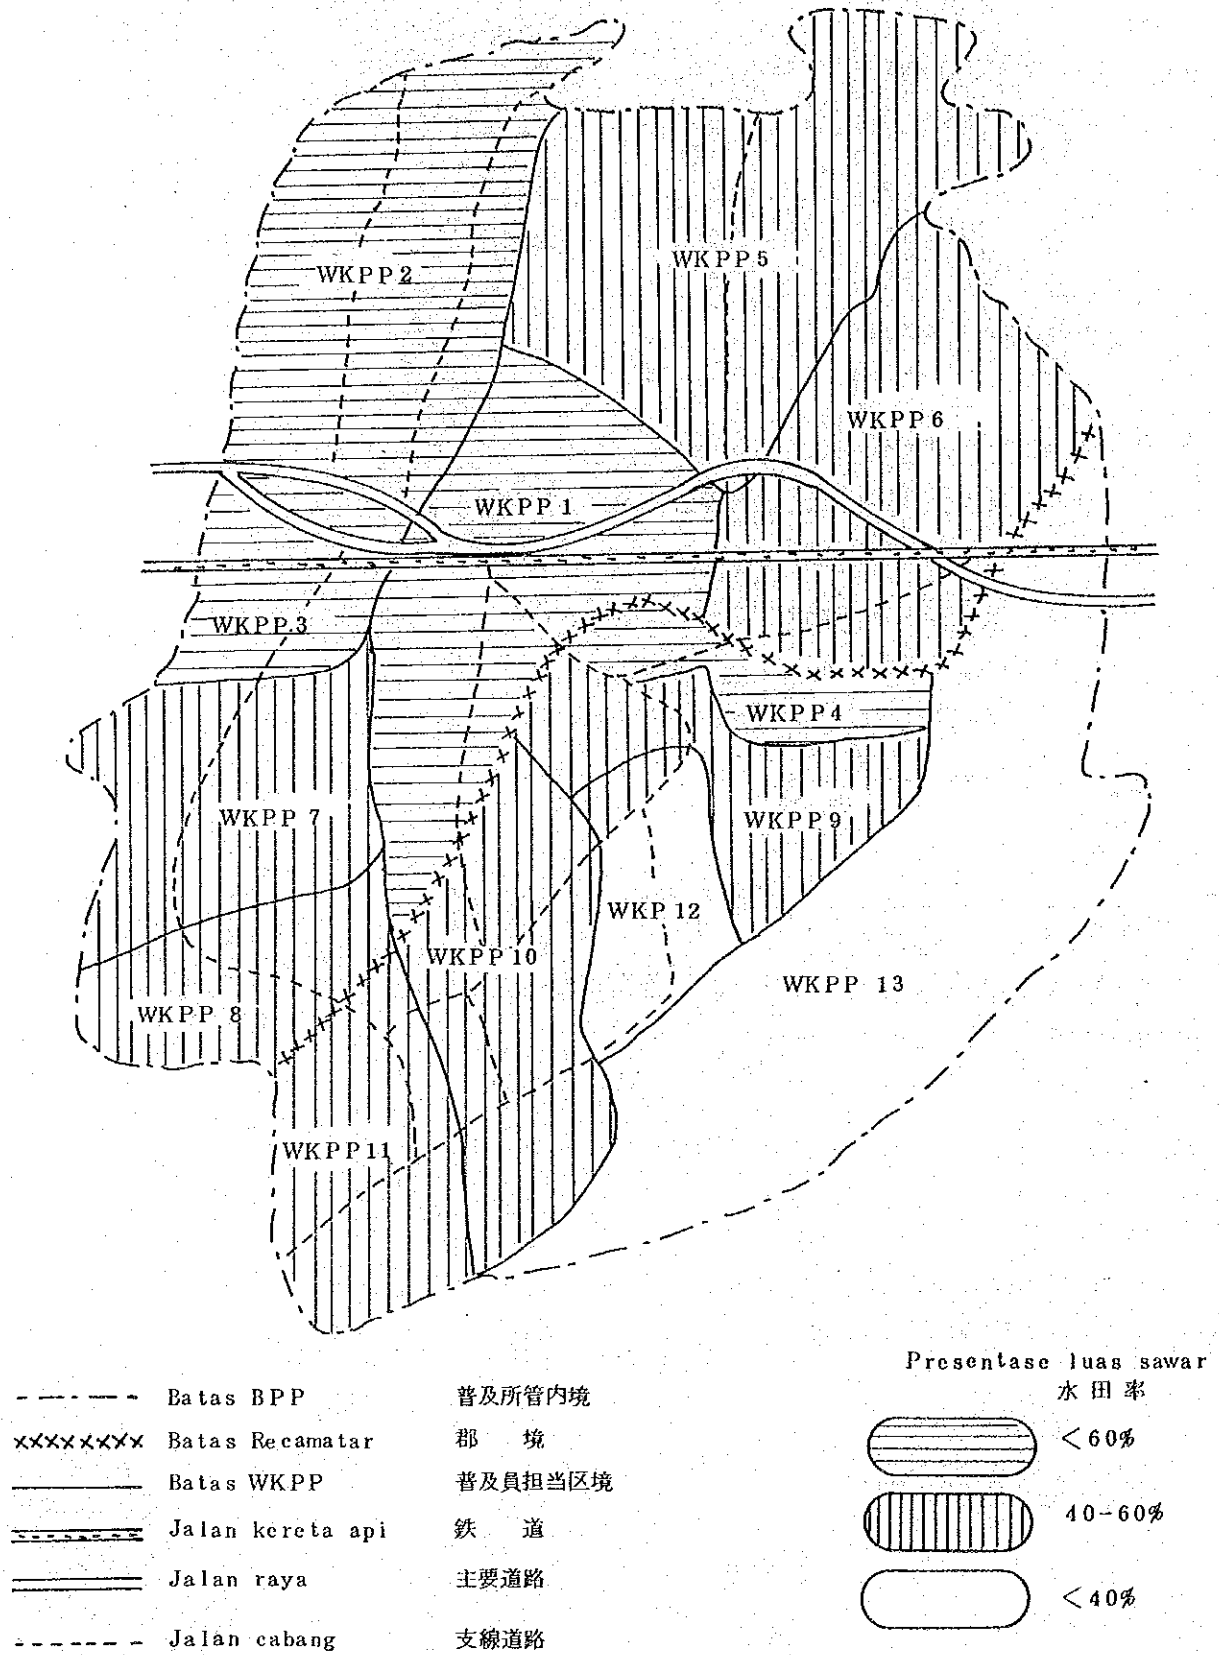 WKPP 2
WKPP 5
WKPP 6
WKPP 1
WKPP.3
WKPP 4
WKPP 7
WKPP 9
WKP 12
WKPP 10
WKPP 13
WKPP 8
WKPP 11
Presentase luas sawar
水田率
<60%
40-60%
<40%
Batas BPP 普及所管内境
Batas Recamatar 郡 境
Batas WKPP 普及員担当区境
Jalan kereta api 鉄 道
Jalan raya 主要道路
Jalan cabang 支線道路